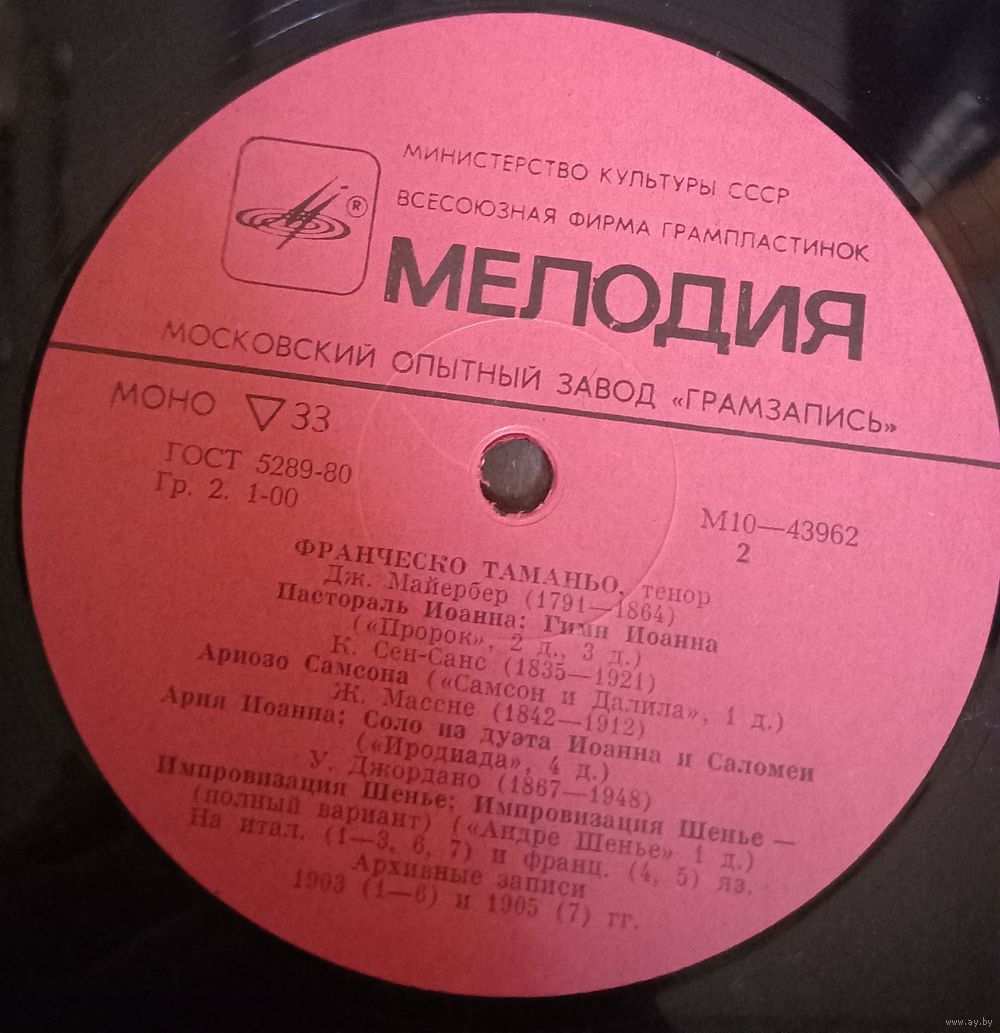 МИНИСТЕРСТВО КУЛЬТУРЫ СССР
ВСЕСОЮЗНАЯ ФИРМА ГРАМПЛАСТИНОК
®
МЕЛОДИЯ
МОСКОВСКИЙ ОПЫТНЫЙ ЗАВОД «ГРАМЗАПИСЬ»
МОНО ▽ 33
ГОСТ 5289-80
Гр. 2. 1-00
М10—43962
2
ФРАНЧЕСКО ТАМАНЬО, тенор
Дж. Майербер (1791—1864)
Пастораль Иоанна; Гимн Иоанна
(«Пророк», 2 д., 3 д.)
К. Сен-Санс (1835—1921)
Ариозо Самсона («Самсон и Далила», 1 д.)
Ж. Массне (1842—1912)
Ария Иоанна; Соло из дуэта Иоанна и Саломеи
(«Иродиада», 4 д.)
У. Джордано (1867—1948)
Импровизация Шенье; Импровизация Шенье —
(полный вариант) («Андре Шенье» 1 д.)
На итал. (1—3, 6, 7) и франц. (4, 5) яз.
Архивные записи
1903 (1—6) и 1905 (7) гг.
www.ay.by